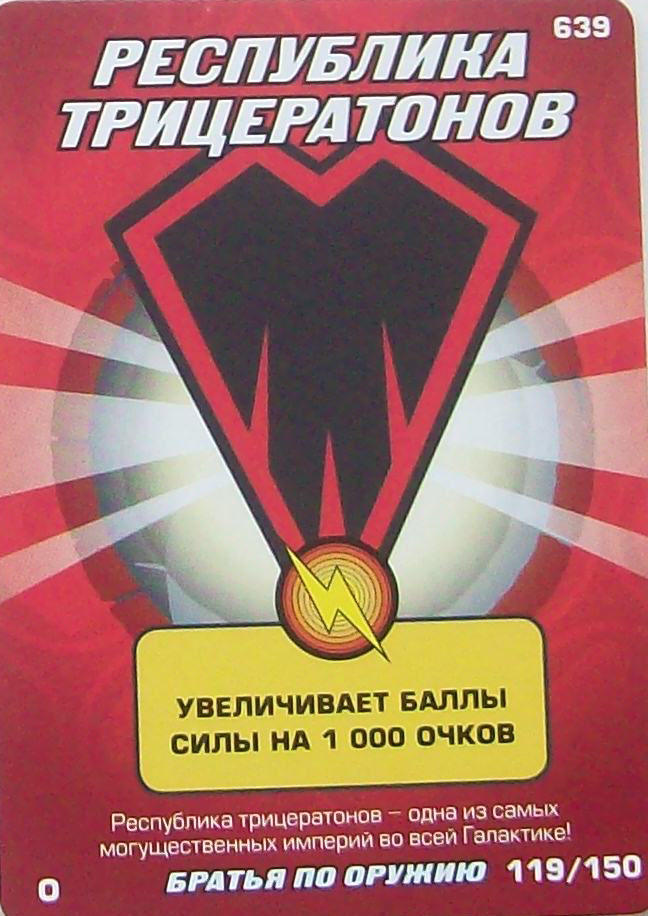 639
РЕСПУБЛИКА
ТРИЦЕРАТОНОВ
УВЕЛИЧИВАЕТ БАЛЛЫ
СИЛЫ НА 1 000 ОЧКОВ
Республика трицератонов – одна из самых
могущественных империй во всей Галактике!
0
БРАТЬЯ ПО ОРУЖИЮ 119/150